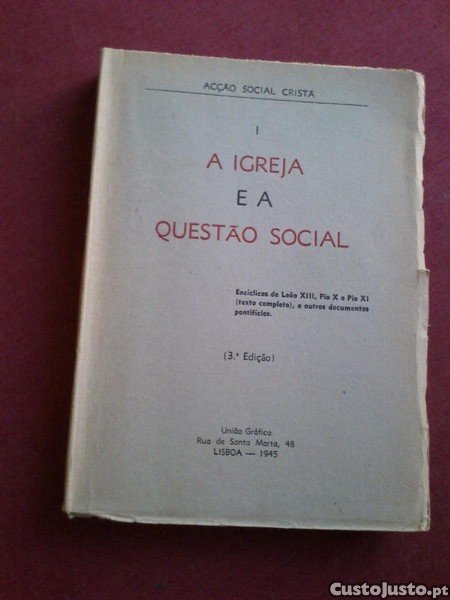 ACÇÃO SOCIAL CRISTÃ
I
A IGREJA
E A
QUESTÃO SOCIAL
Encíclicas de Leão XIII, Pio X e Pio XI
(texto completo), e outros documentos
pontifícios.
(3.ª Edição)
União Gráfica
Rua de Santa Marta, 48
LISBOA — 1945
CustoJusto.pt